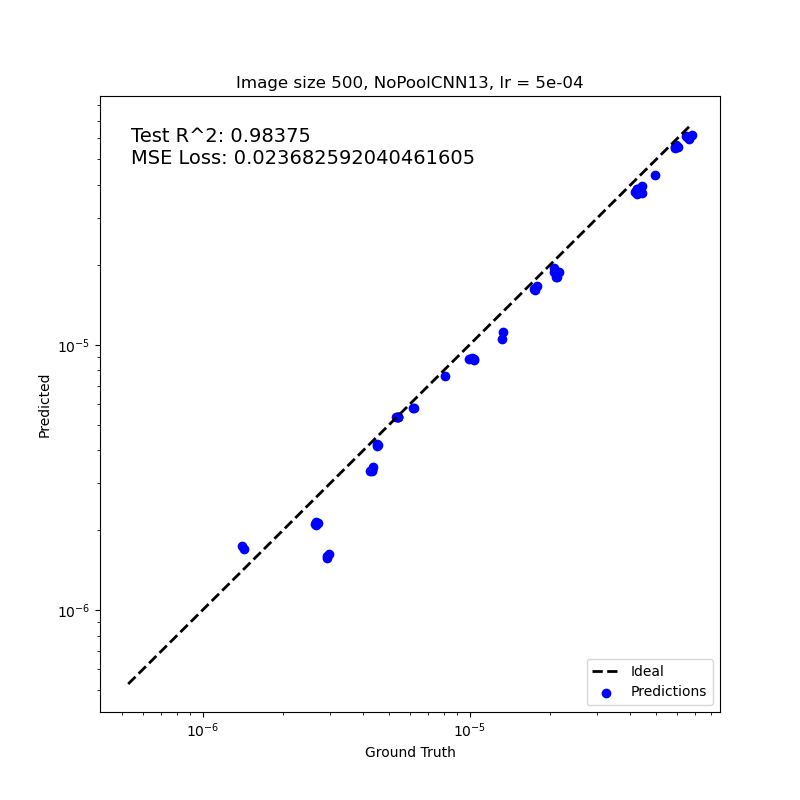 Image size 500, NoPoolCNN13, lr = 5e-04
Test R^2: 0.98375
MSE Loss: 0.023682592040461605
10⁻⁵
10⁻⁶
Predicted
Ideal
Predictions
10⁻⁶ 10⁻⁵
Ground Truth